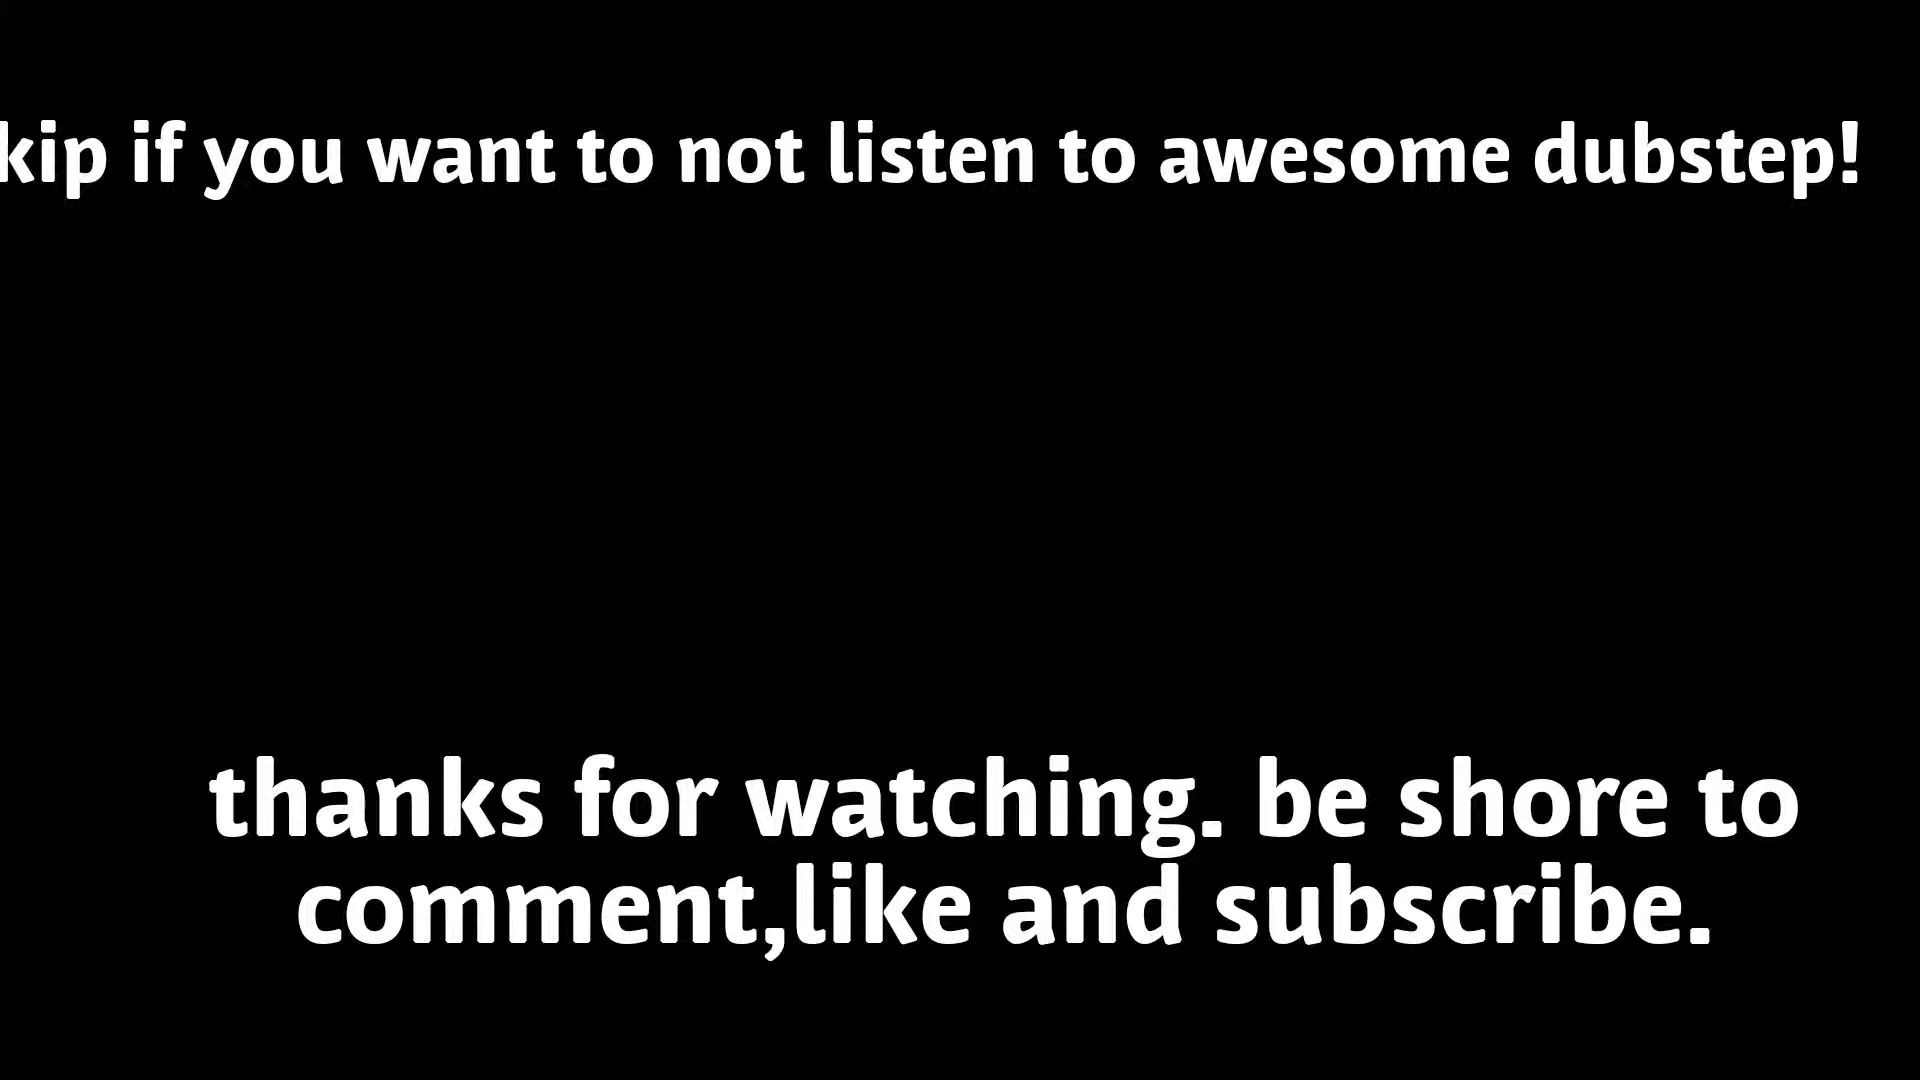 kip if you want to not listen to awesome dubstep!
thanks for watching. be shore to
comment,like and subscribe.